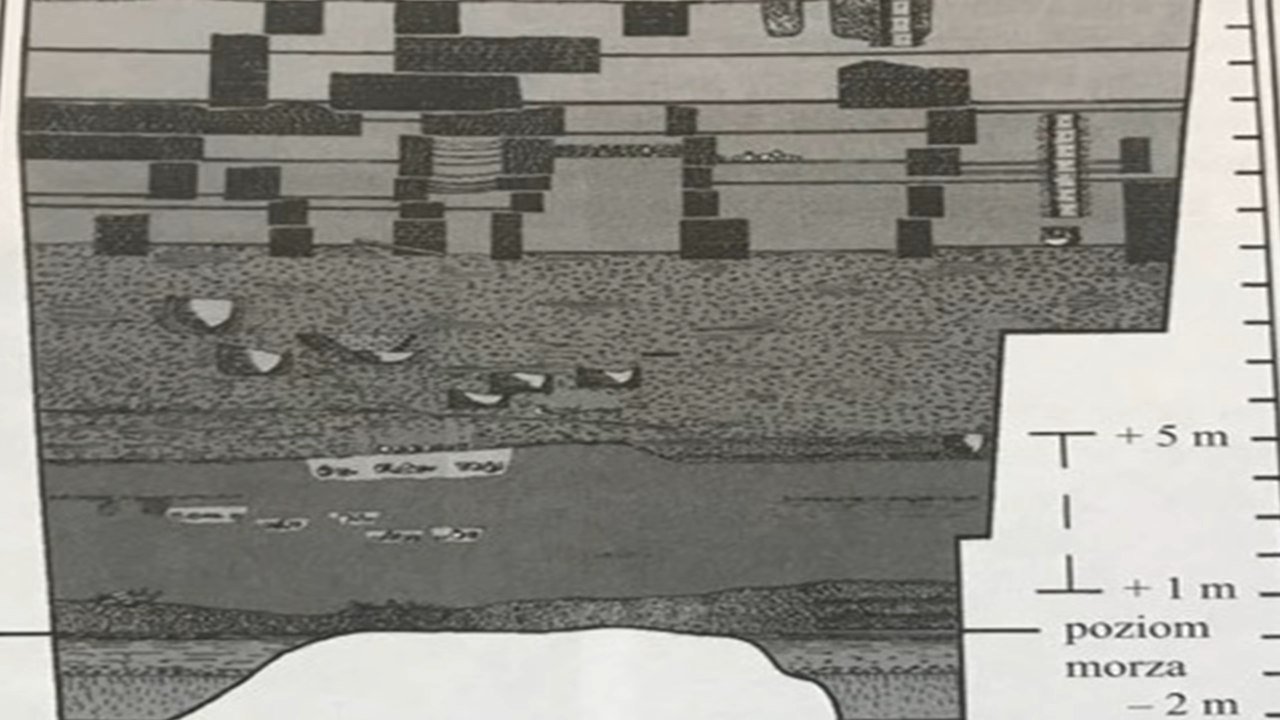 + 5 m
+ 1 m
poziom
morza
– 2 m